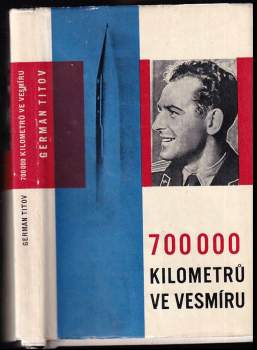 GERMAN TITOV
700 000 KILOMETRŮ VE VESMÍRU
GERMAN TITOV
700 000
KILOMETRŮ
VE VESMÍRU